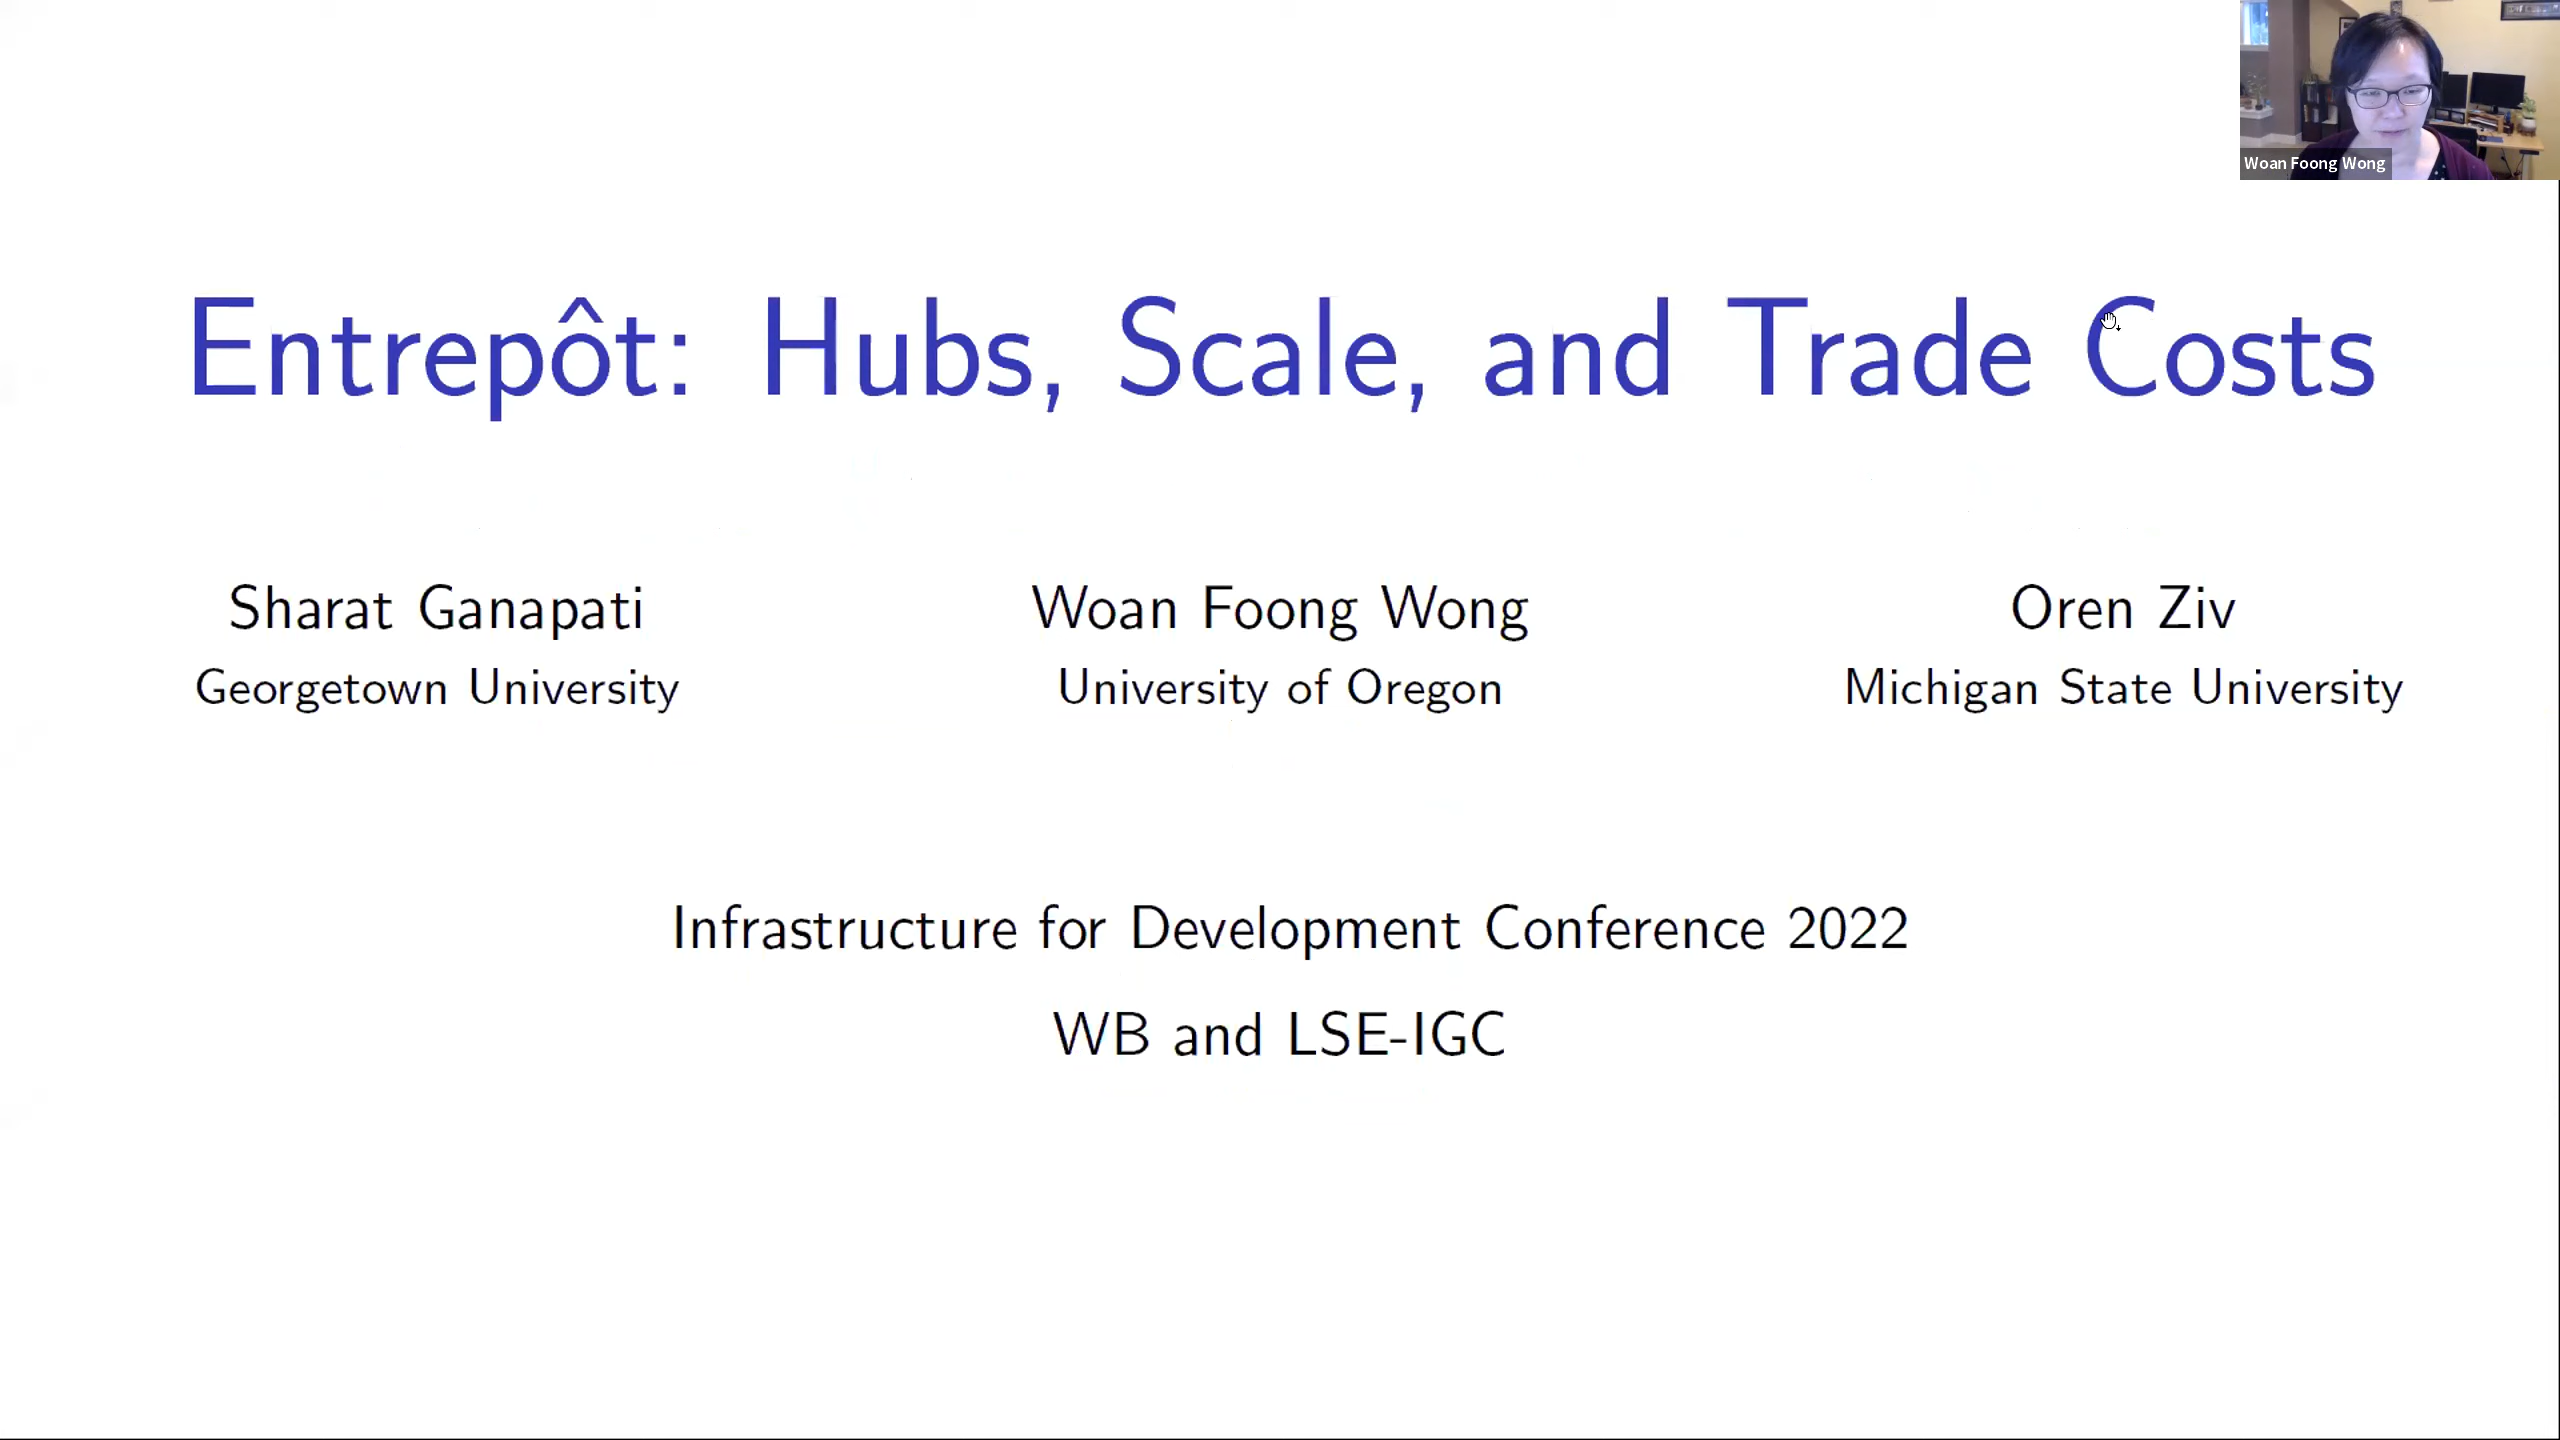 Woan Foong Wong
Entrepôt: Hubs, Scale, and Trade Costs
Sharat Ganapati
Georgetown University
Woan Foong Wong
University of Oregon
Oren Ziv
Michigan State University
Infrastructure for Development Conference 2022
WB and LSE-IGC